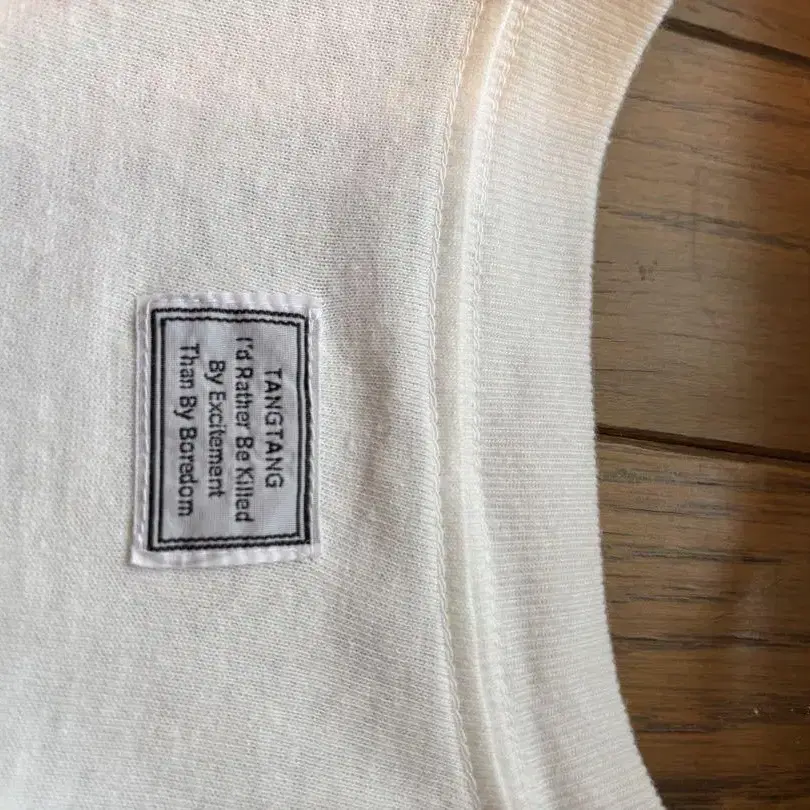 TANGTANG
I'd Rather Be Killed
By Excitement
Than By Boredom